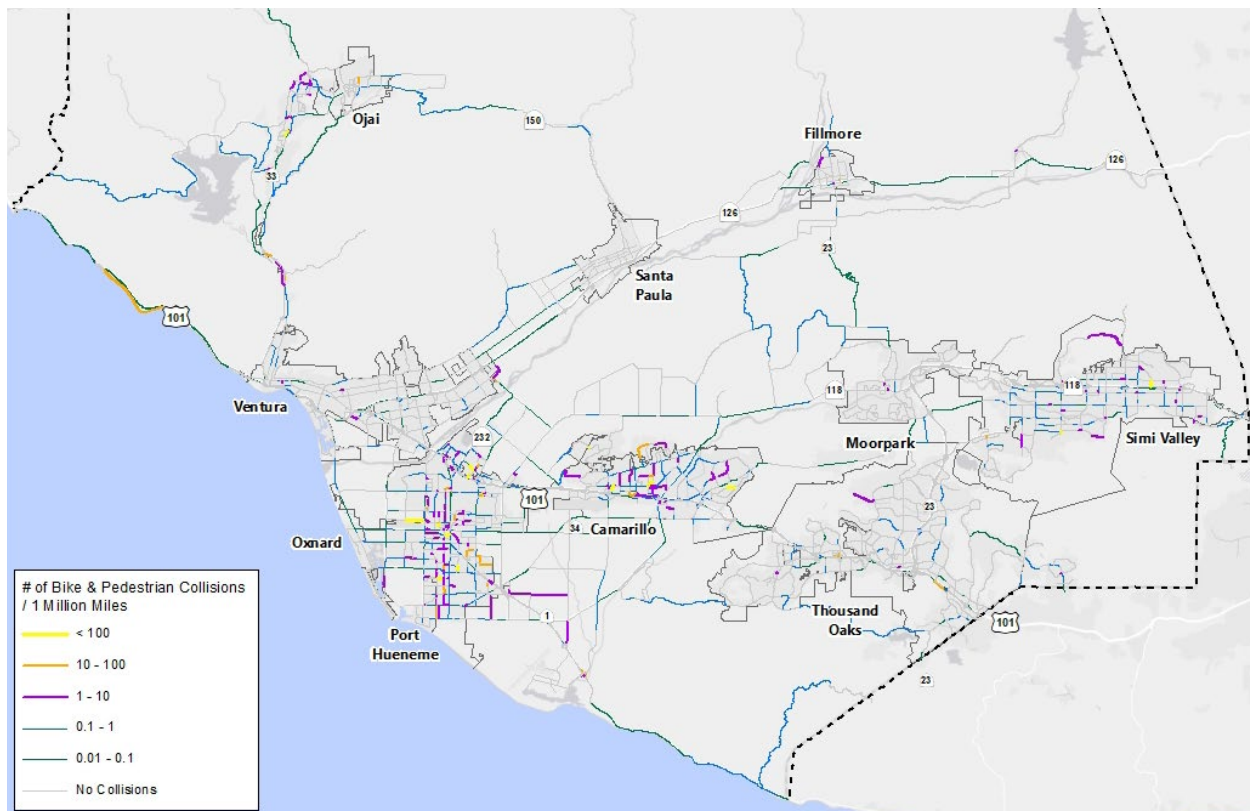 Ojai
150
33
Fillmore
126
126
23
Santa
Paula
101
118
118
Ventura
232
Moorpark
Simi Valley
101
23
34
Camarillo
Oxnard
Thousand
Oaks
1
101
Port
Hueneme
23
# of Bike & Pedestrian Collisions
/ 1 Million Miles
< 100
10 - 100
1 - 10
0.1 - 1
0.01 - 0.1
No Collisions